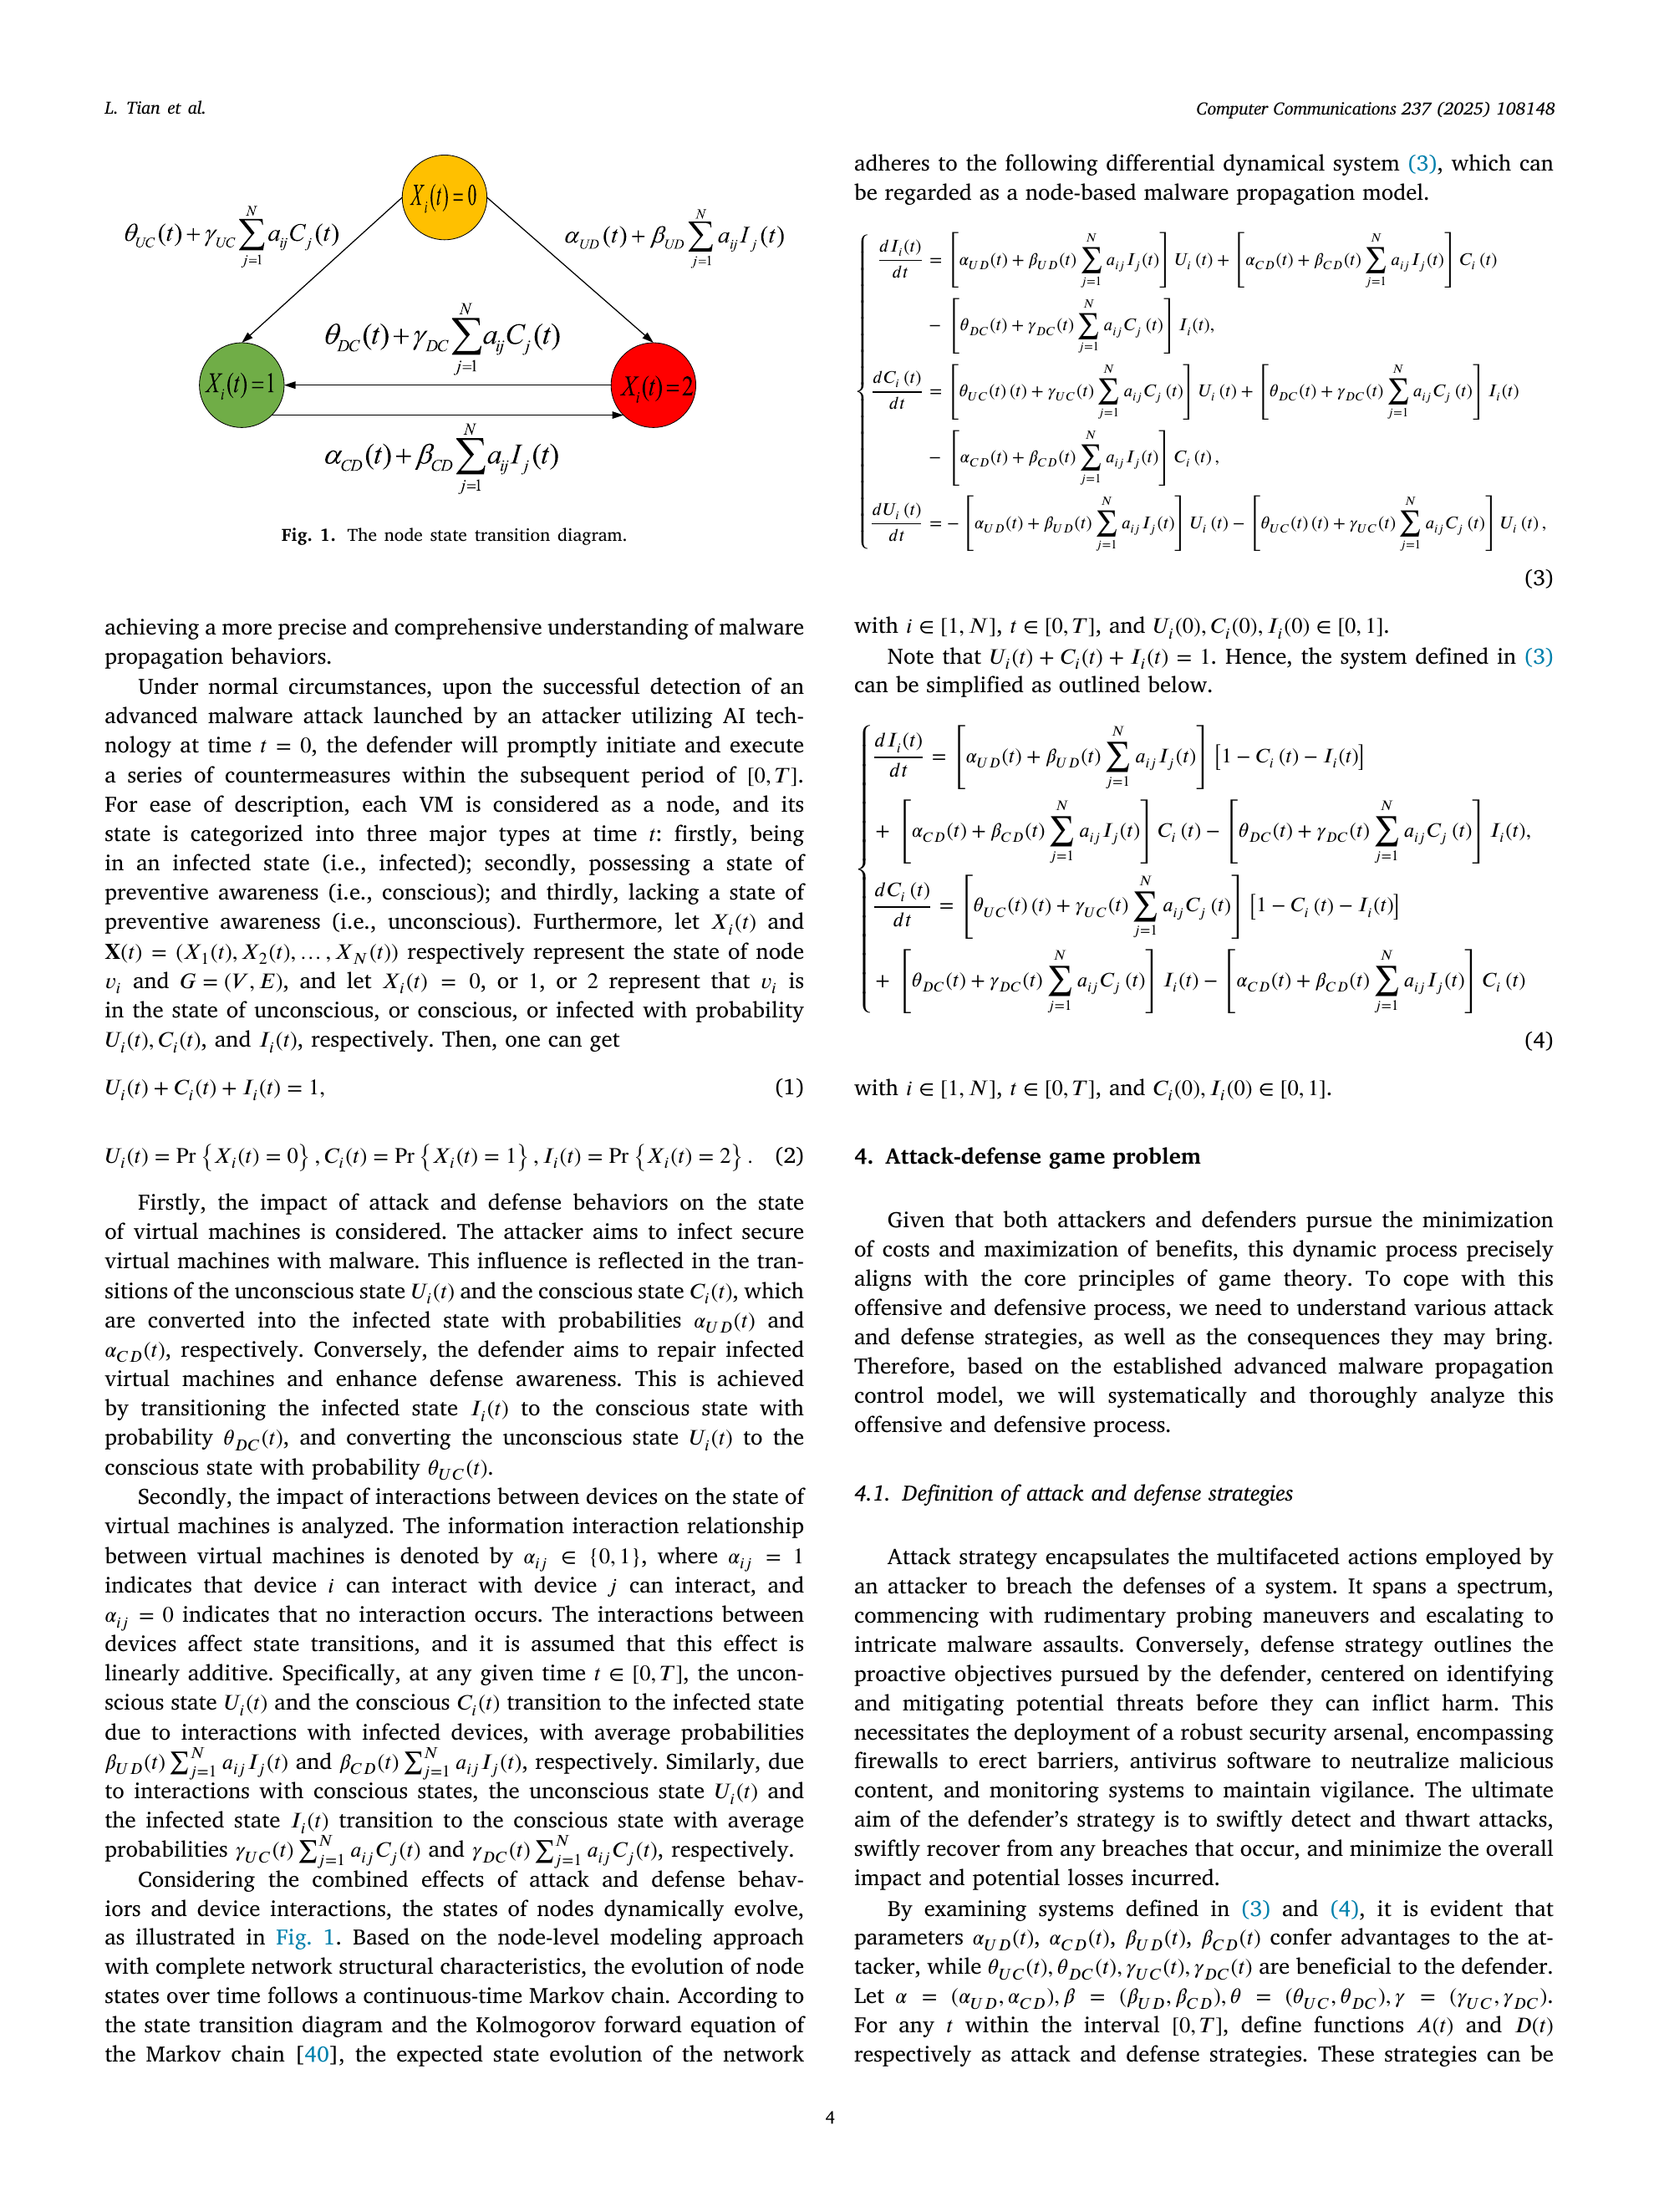 L. Tian et al.
Computer Communications 237 (2025) 108148
X_i(t)=0
θ_UC(t)+γ_UC∑_{j=1}^{N} a_ij C_j(t)
α_UD(t)+β_UD∑_{j=1}^{N} a_ij I_j(t)
θ_DC(t)+γ_DC∑_{j=1}^{N} a_ij C_j(t)
X_i(t)=1
X_i(t)=2
α_CD(t)+β_CD∑_{j=1}^{N} a_ij I_j(t)
Fig. 1. The node state transition diagram.
achieving a more precise and comprehensive understanding of malware
propagation behaviors.
Under normal circumstances, upon the successful detection of an
advanced malware attack launched by an attacker utilizing AI tech-
nology at time t = 0, the defender will promptly initiate and execute
a series of countermeasures within the subsequent period of [0, T].
For ease of description, each VM is considered as a node, and its
state is categorized into three major types at time t: firstly, being
in an infected state (i.e., infected); secondly, possessing a state of
preventive awareness (i.e., conscious); and thirdly, lacking a state of
preventive awareness (i.e., unconscious). Furthermore, let X_i(t) and
X(t) = (X_1(t), X_2(t), … , X_N(t)) respectively represent the state of node
v_i and G = (V, E), and let X_i(t) = 0, or 1, or 2 represent that v_i is
in the state of unconscious, or conscious, or infected with probability
U_i(t), C_i(t), and I_i(t), respectively. Then, one can get
U_i(t) + C_i(t) + I_i(t) = 1, (1)
U_i(t) = Pr {X_i(t) = 0} , C_i(t) = Pr {X_i(t) = 1} , I_i(t) = Pr {X_i(t) = 2} . (2)
Firstly, the impact of attack and defense behaviors on the state
of virtual machines is considered. The attacker aims to infect secure
virtual machines with malware. This influence is reflected in the tran-
sitions of the unconscious state U_i(t) and the conscious state C_i(t), which
are converted into the infected state with probabilities α_UD(t) and
α_CD(t), respectively. Conversely, the defender aims to repair infected
virtual machines and enhance defense awareness. This is achieved
by transitioning the infected state I_i(t) to the conscious state with
probability θ_DC(t), and converting the unconscious state U_i(t) to the
conscious state with probability θ_UC(t).
Secondly, the impact of interactions between devices on the state of
virtual machines is analyzed. The information interaction relationship
between virtual machines is denoted by α_ij ∈ {0, 1}, where α_ij = 1
indicates that device i can interact with device j can interact, and
α_ij = 0 indicates that no interaction occurs. The interactions between
devices affect state transitions, and it is assumed that this effect is
linearly additive. Specifically, at any given time t ∈ [0, T], the uncon-
scious state U_i(t) and the conscious C_i(t) transition to the infected state
due to interactions with infected devices, with average probabilities
β_UD(t) ∑_{j=1}^{N} a_ij I_j(t) and β_CD(t) ∑_{j=1}^{N} a_ij I_j(t), respectively. Similarly, due
to interactions with conscious states, the unconscious state U_i(t) and
the infected state I_i(t) transition to the conscious state with average
probabilities γ_UC(t) ∑_{j=1}^{N} a_ij C_j(t) and γ_DC(t) ∑_{j=1}^{N} a_ij C_j(t), respectively.
Considering the combined effects of attack and defense behav-
iors and device interactions, the states of nodes dynamically evolve,
as illustrated in Fig. 1. Based on the node-level modeling approach
with complete network structural characteristics, the evolution of node
states over time follows a continuous-time Markov chain. According to
the state transition diagram and the Kolmogorov forward equation of
the Markov chain [40], the expected state evolution of the network
adheres to the following differential dynamical system (3), which can
be regarded as a node-based malware propagation model.
dI_i(t)/dt = [α_UD(t) + β_UD(t) ∑_{j=1}^{N} a_ij I_j(t)] U_i (t) + [α_CD(t) + β_CD(t) ∑_{j=1}^{N} a_ij I_j(t)] C_i (t)
− [θ_DC(t) + γ_DC(t) ∑_{j=1}^{N} a_ij C_j (t)] I_i(t),
dC_i (t)/dt = [θ_UC(t) (t) + γ_UC(t) ∑_{j=1}^{N} a_ij C_j (t)] U_i (t) + [θ_DC(t) + γ_DC(t) ∑_{j=1}^{N} a_ij C_j (t)] I_i(t)
− [α_CD(t) + β_CD(t) ∑_{j=1}^{N} a_ij I_j(t)] C_i (t) ,
dU_i (t)/dt = − [α_UD(t) + β_UD(t) ∑_{j=1}^{N} a_ij I_j(t)] U_i (t) − [θ_UC(t) (t) + γ_UC(t) ∑_{j=1}^{N} a_ij C_j (t)] U_i (t) ,
(3)
with i ∈ [1, N], t ∈ [0, T], and U_i(0), C_i(0), I_i(0) ∈ [0, 1].
Note that U_i(t) + C_i(t) + I_i(t) = 1. Hence, the system defined in (3)
can be simplified as outlined below.
dI_i(t)/dt = [α_UD(t) + β_UD(t) ∑_{j=1}^{N} a_ij I_j(t)] [1 − C_i (t) − I_i(t)]
+ [α_CD(t) + β_CD(t) ∑_{j=1}^{N} a_ij I_j(t)] C_i (t) − [θ_DC(t) + γ_DC(t) ∑_{j=1}^{N} a_ij C_j (t)] I_i(t),
dC_i (t)/dt = [θ_UC(t) (t) + γ_UC(t) ∑_{j=1}^{N} a_ij C_j (t)] [1 − C_i (t) − I_i(t)]
+ [θ_DC(t) + γ_DC(t) ∑_{j=1}^{N} a_ij C_j (t)] I_i(t) − [α_CD(t) + β_CD(t) ∑_{j=1}^{N} a_ij I_j(t)] C_i (t)
(4)
with i ∈ [1, N], t ∈ [0, T], and C_i(0), I_i(0) ∈ [0, 1].
4. Attack-defense game problem
Given that both attackers and defenders pursue the minimization
of costs and maximization of benefits, this dynamic process precisely
aligns with the core principles of game theory. To cope with this
offensive and defensive process, we need to understand various attack
and defense strategies, as well as the consequences they may bring.
Therefore, based on the established advanced malware propagation
control model, we will systematically and thoroughly analyze this
offensive and defensive process.
4.1. Definition of attack and defense strategies
Attack strategy encapsulates the multifaceted actions employed by
an attacker to breach the defenses of a system. It spans a spectrum,
commencing with rudimentary probing maneuvers and escalating to
intricate malware assaults. Conversely, defense strategy outlines the
proactive objectives pursued by the defender, centered on identifying
and mitigating potential threats before they can inflict harm. This
necessitates the deployment of a robust security arsenal, encompassing
firewalls to erect barriers, antivirus software to neutralize malicious
content, and monitoring systems to maintain vigilance. The ultimate
aim of the defender’s strategy is to swiftly detect and thwart attacks,
swiftly recover from any breaches that occur, and minimize the overall
impact and potential losses incurred.
By examining systems defined in (3) and (4), it is evident that
parameters α_UD(t), α_CD(t), β_UD(t), β_CD(t) confer advantages to the at-
tacker, while θ_UC(t), θ_DC(t), γ_UC(t), γ_DC(t) are beneficial to the defender.
Let α = (α_UD, α_CD), β = (β_UD, β_CD), θ = (θ_UC, θ_DC), γ = (γ_UC, γ_DC).
For any t within the interval [0, T], define functions A(t) and D(t)
respectively as attack and defense strategies. These strategies can be
4